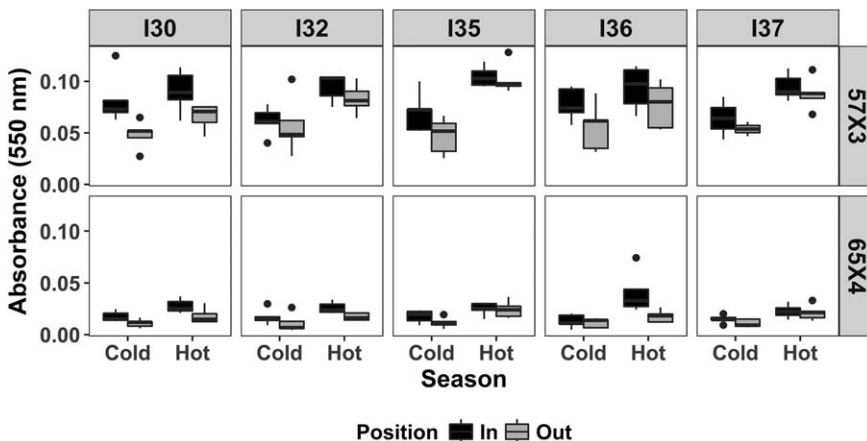 I30 I32 I35 I36 I37
Absorbance (550 nm)
0.10
0.05
0.00
57X3
0.10
0.05
0.00
65X4
Cold Hot Cold Hot Cold Hot Cold Hot Cold Hot
Season
Position In Out